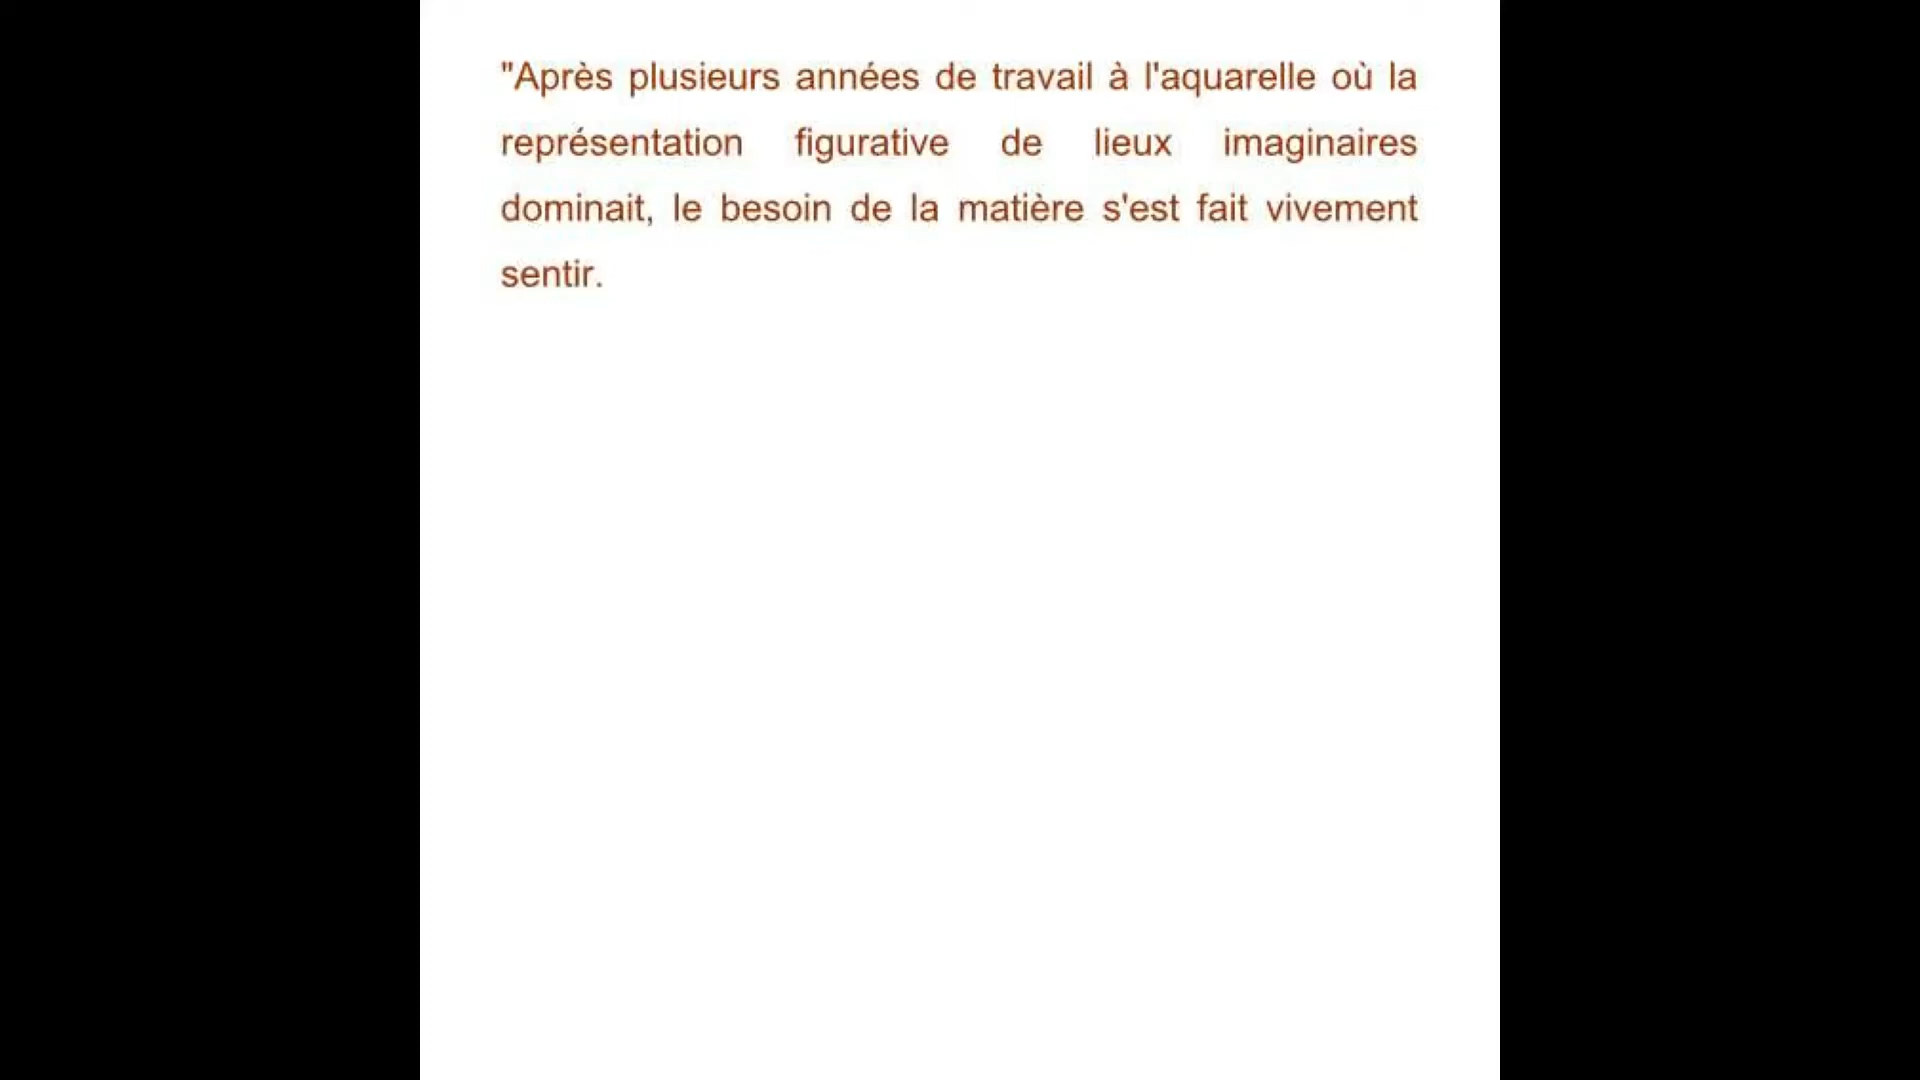 "Après plusieurs années de travail à l'aquarelle où la
représentation figurative de lieux imaginaires
dominait, le besoin de la matière s'est fait vivement
sentir.